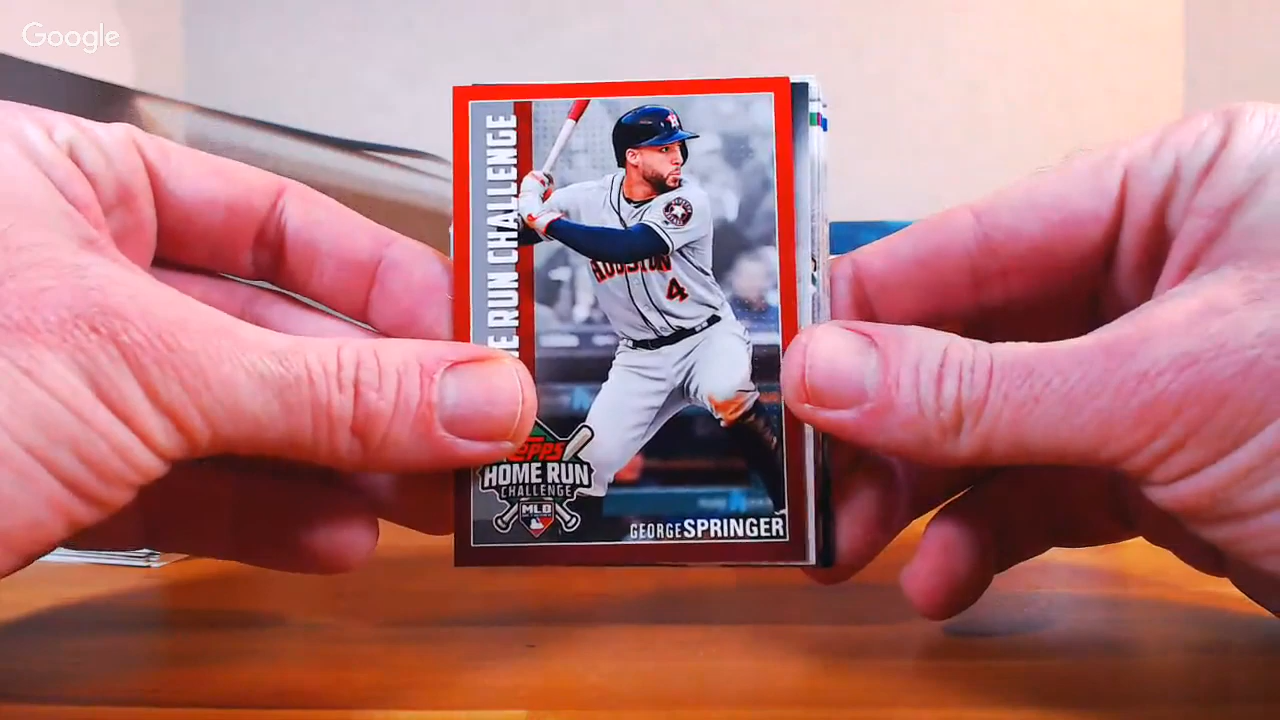 Google
E RUN CHALLENGE
HOUSTON
4
TOPPS
HOME RUN
CHALLENGE
MLB
GEORGE SPRINGER